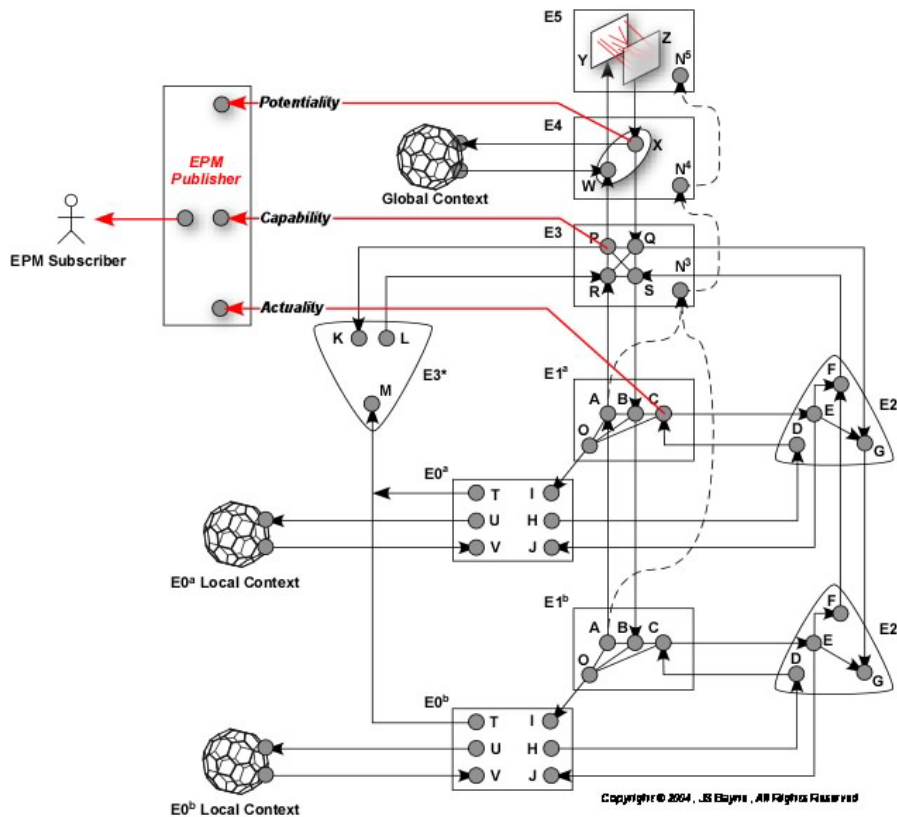 E5
Z
Y
N5
Potentiality
E4
X
EPM
Publisher
W
N4
Global Context
Capability
E3
P
Q
EPM Subscriber
N3
R
S
Actuality
K
L
E3*
M
E1a
A
B
C
F
E
E2
D
O
G
E0a
T
I
U
H
V
J
E0a Local Context
E1b
A
B
C
F
E
E2
D
O
G
E0b
T
I
U
H
V
J
E0b Local Context
Copyright © 2004 , JS Bayne , All Rights Reserved